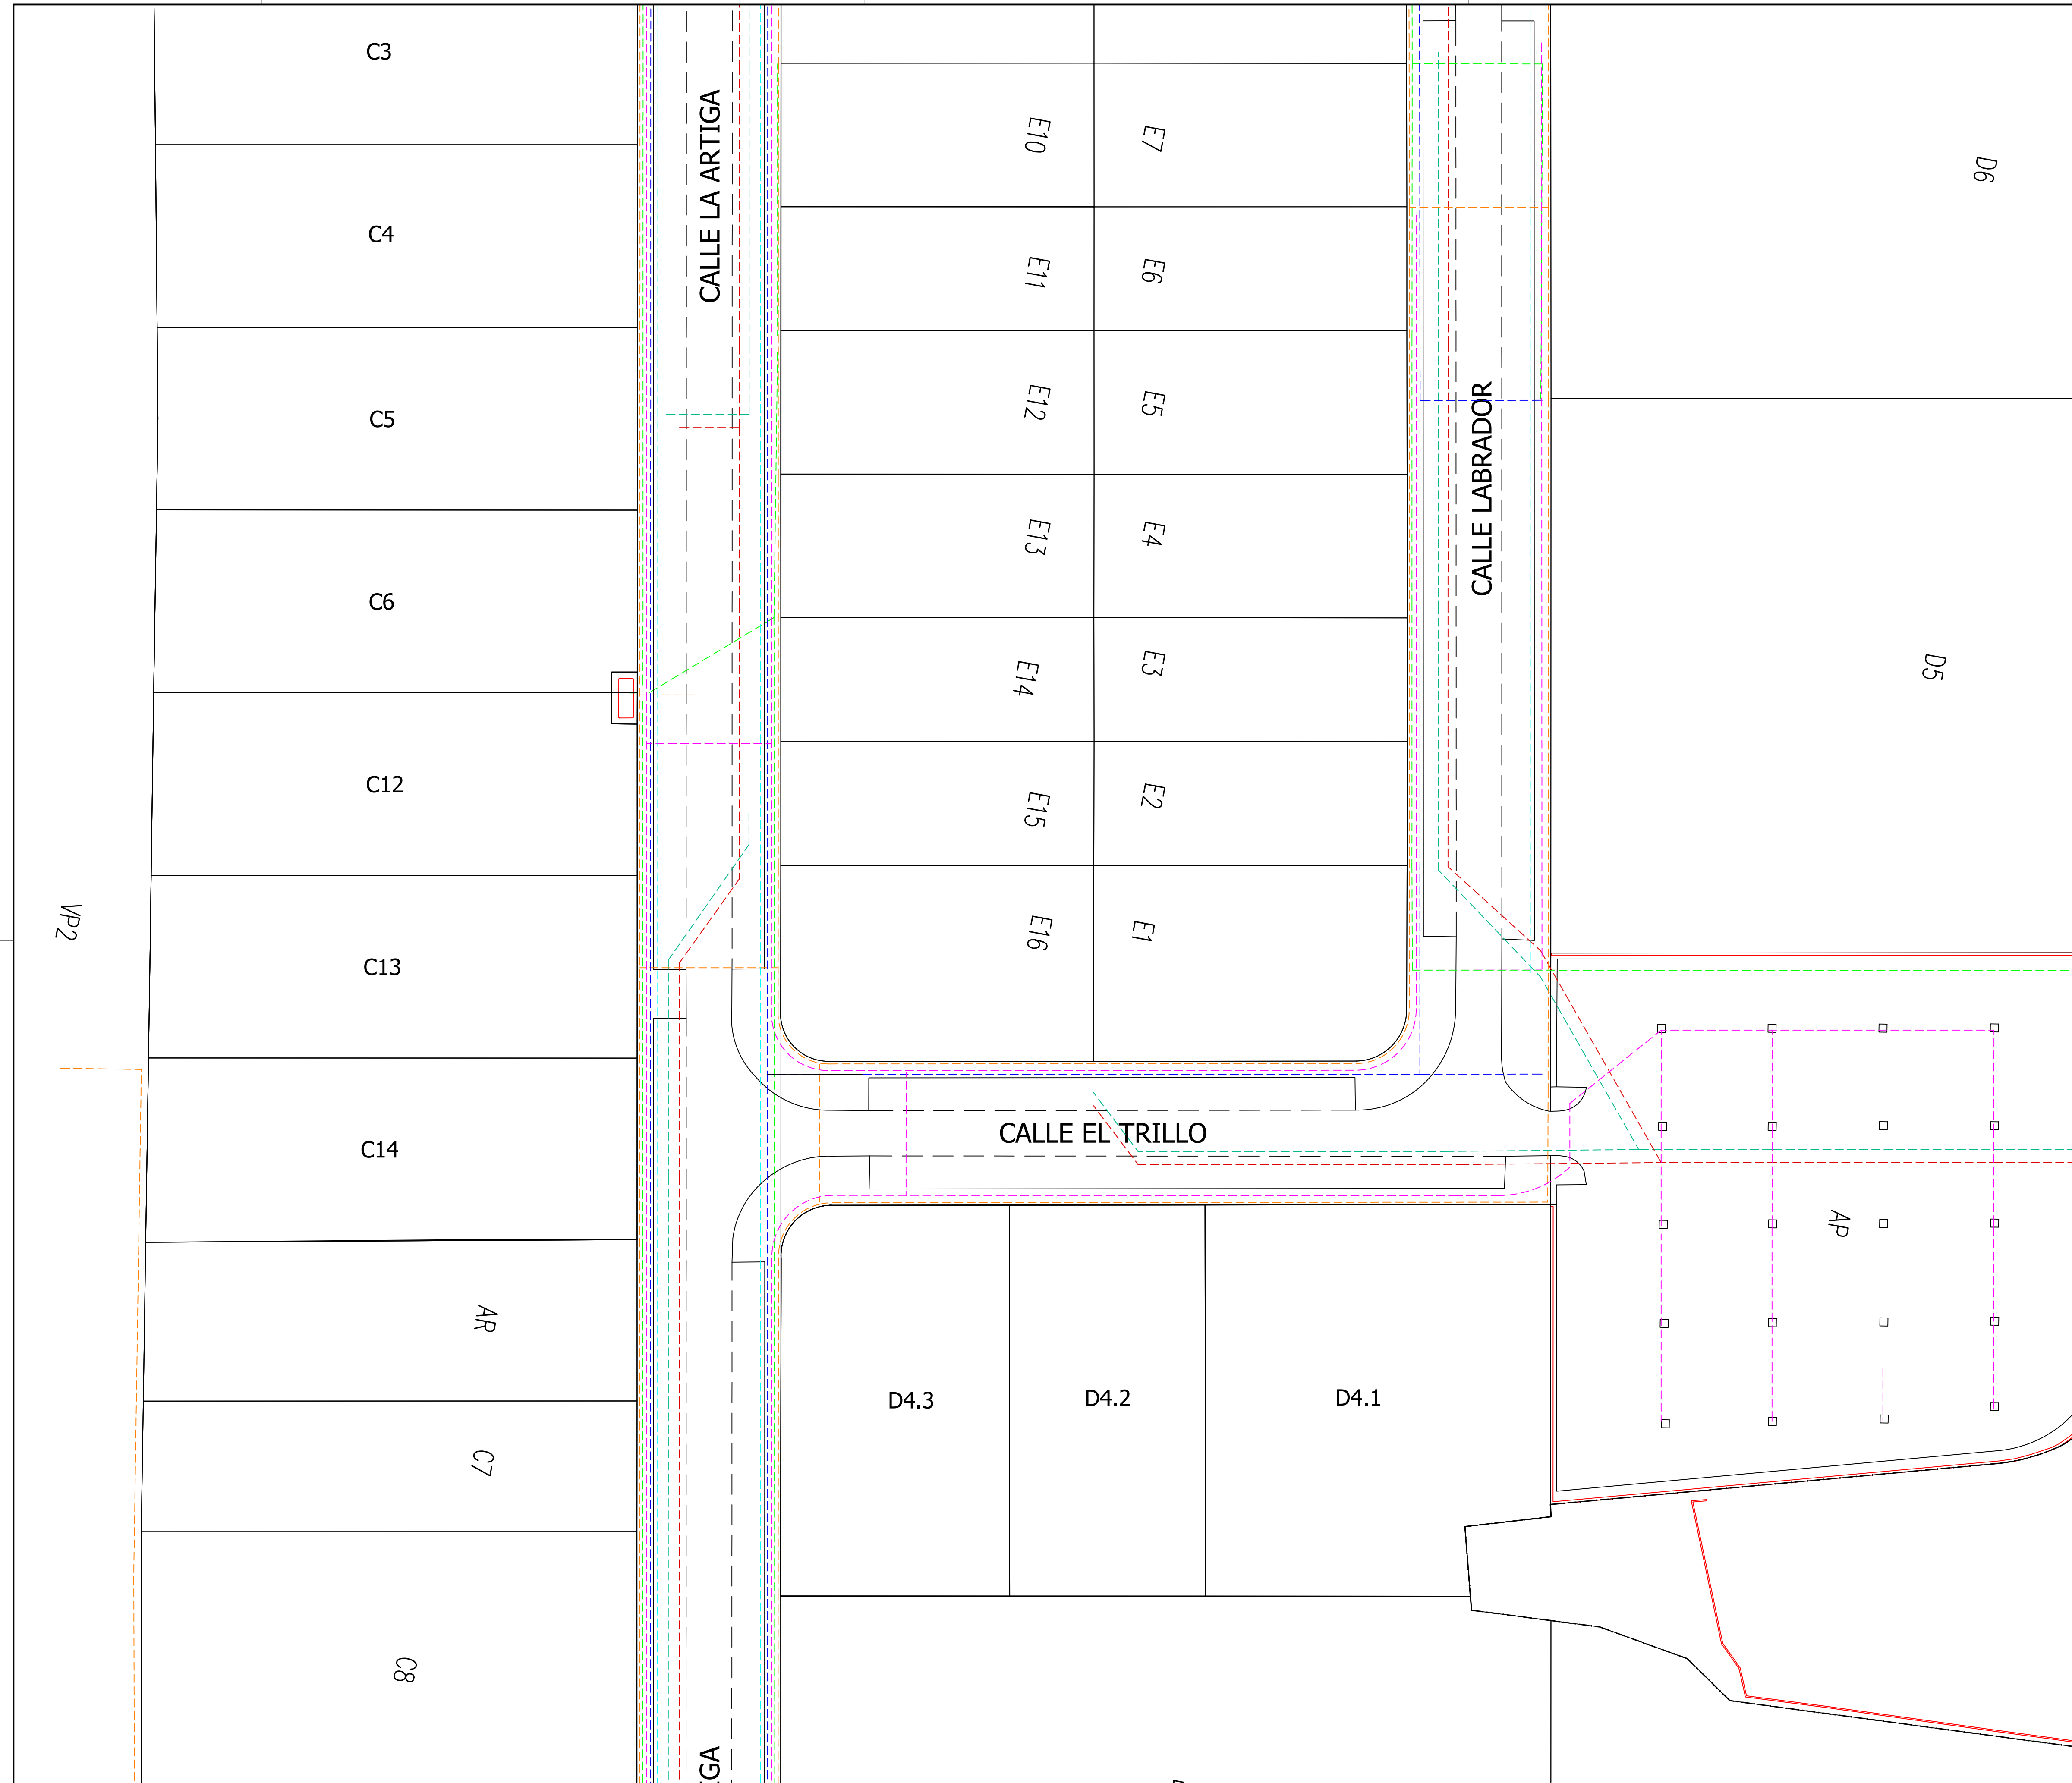 C3
C4
C5
C6
C12
C13
C14
AR
C7
C8
VP2
CALLE LA ARTIGA
GA
E10
E11
E12
E13
E14
E15
E16
E7
E6
E5
E4
E3
E2
E1
CALLE LABRADOR
CALLE EL TRILLO
D6
D5
AP
D4.3
D4.2
D4.1